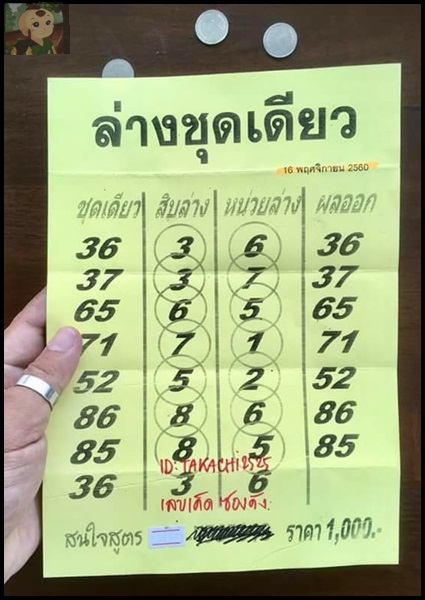 ล่างชุดเดียว
16 พฤศจิกายน 2560
ชุดเดียว สิบล่าง หน่วยล่าง ผลออก
36 3 6 36
37 3 7 37
65 6 5 65
71 7 1 71
52 5 2 52
86 8 6 86
85 8 5 85
ID: TAKACHI2525
36 3 6
เลขเด็ด ซองดัง.
สนใจสูตร ราคา 1,000.-